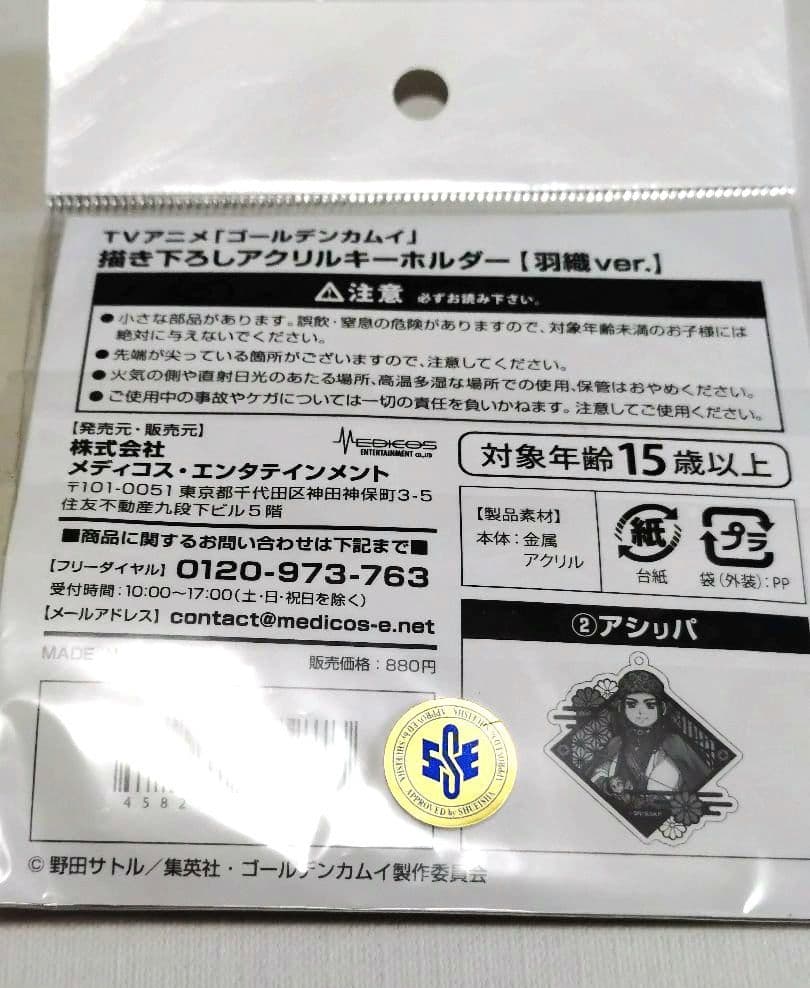 TVアニメ「ゴールデンカムイ」
描き下ろしアクリルキーホルダー【羽織ver.】
注意 必ずお読み下さい。
●小さな部品があります。誤飲・窒息の危険がありますので、対象年齢未満のお子様には
絶対に与えないでください。
●先端が尖っている箇所がございますので、注意してください。
●火気の側や直射日光のあたる場所、高温多湿な場所での使用、保管はおやめください。
●ご使用中の事故やケガについては一切の責任を負いかねます。注意してご使用ください。
【発売元・販売元】
株式会社
メディコス・エンタテインメント
MEDICOS
ENTERTAINMENT CO.,LTD
〒101-0051 東京都千代田区神田神保町3-5
住友不動産九段下ビル5階
■商品に関するお問い合わせは下記まで■
【フリーダイヤル】 0120-973-763
受付時間:10:00~17:00(土・日・祝日を除く)
【メールアドレス】 contact@medicos-e.net
MADE
販売価格:880円
4582
対象年齢15歳以上
【製品素材】
本体:金属
アクリル
紙
台紙
プラ
袋(外装):PP
②アシㇼパ
APPROVED by SHUEISHA
APPROVED by SHUEISHA
SSE
©野田サトル/集英社・ゴールデンカムイ製作委員会